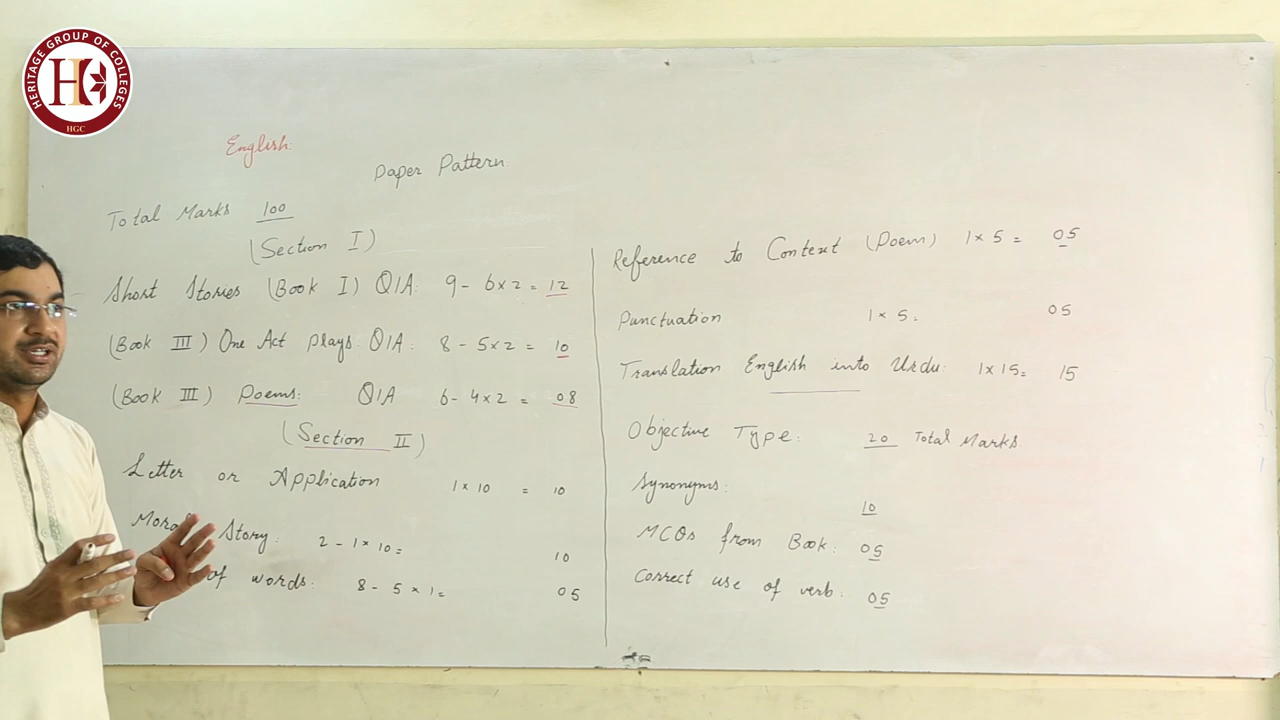 HERITAGE GROUP OF COLLEGES
HGC
English:
Paper Pattern:
Total Marks 100
(Section I)
Short Stories (Book I) Q1A: 9 - 6x2 = 12
(Book III) One Act Plays: Q1A: 8 - 5x2 = 10
(Book III) Poems: Q1A 6 - 4x2 = 08
(Section II)
Letter or Application 1x10 = 10
Story: 2 - 1x10 = 10
of words: 8 - 5x1 = 05
Reference to Context (Poem) 1x5 = 05
Punctuation 1x5 = 05
Translation English into Urdu: 1x15 = 15
Objective Type: 20 Total Marks
Synonyms: 10
MCQs from Book: 05
Correct use of verb: 05